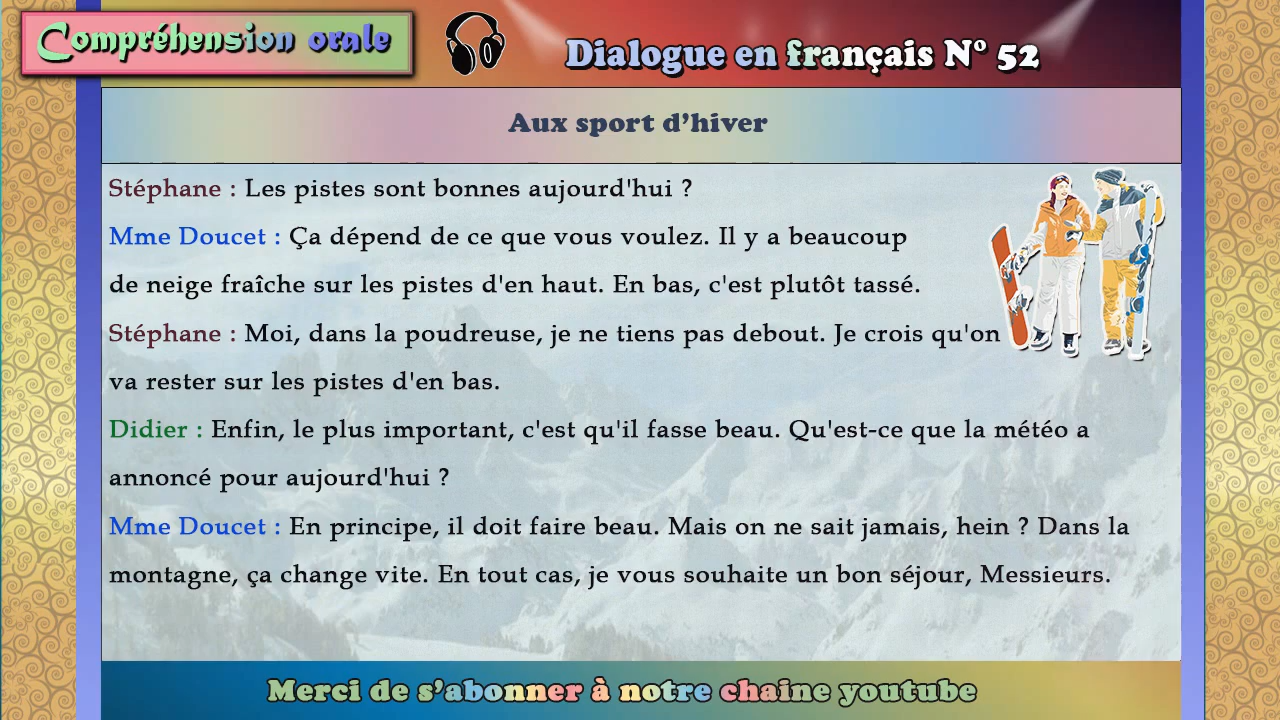 Compréhension orale
Dialogue en français N° 52
Aux sport d’hiver
Stéphane : Les pistes sont bonnes aujourd'hui ?
Mme Doucet : Ça dépend de ce que vous voulez. Il y a beaucoup
de neige fraîche sur les pistes d'en haut. En bas, c'est plutôt tassé.
Stéphane : Moi, dans la poudreuse, je ne tiens pas debout. Je crois qu'on
va rester sur les pistes d'en bas.
Didier : Enfin, le plus important, c'est qu'il fasse beau. Qu'est-ce que la météo a
annoncé pour aujourd'hui ?
Mme Doucet : En principe, il doit faire beau. Mais on ne sait jamais, hein ? Dans la
montagne, ça change vite. En tout cas, je vous souhaite un bon séjour, Messieurs.
Merci de s’abonner à notre chaine youtube